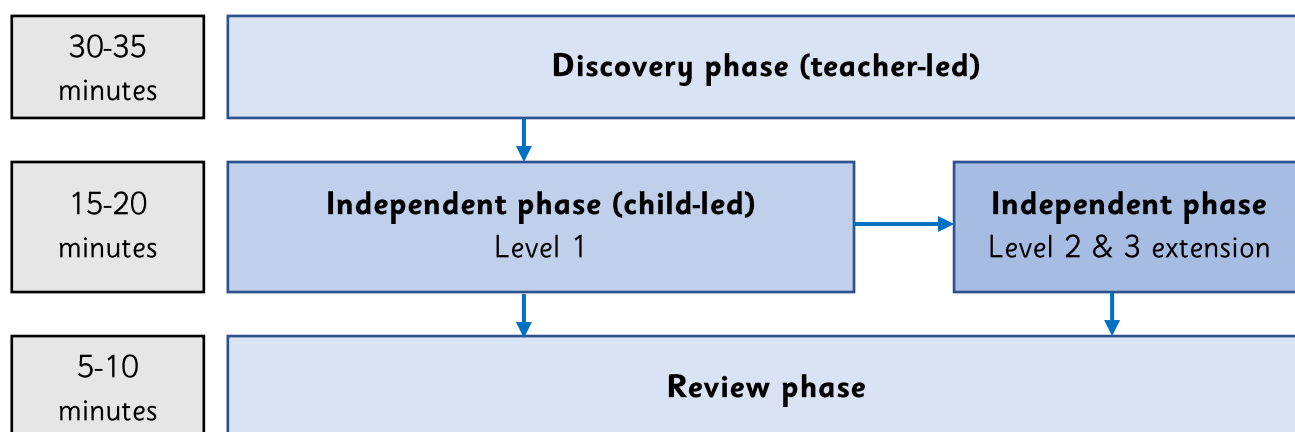 30-35
minutes
Discovery phase (teacher-led)
15-20
minutes
Independent phase (child-led)
Level 1
Independent phase
Level 2 & 3 extension
5-10
minutes
Review phase